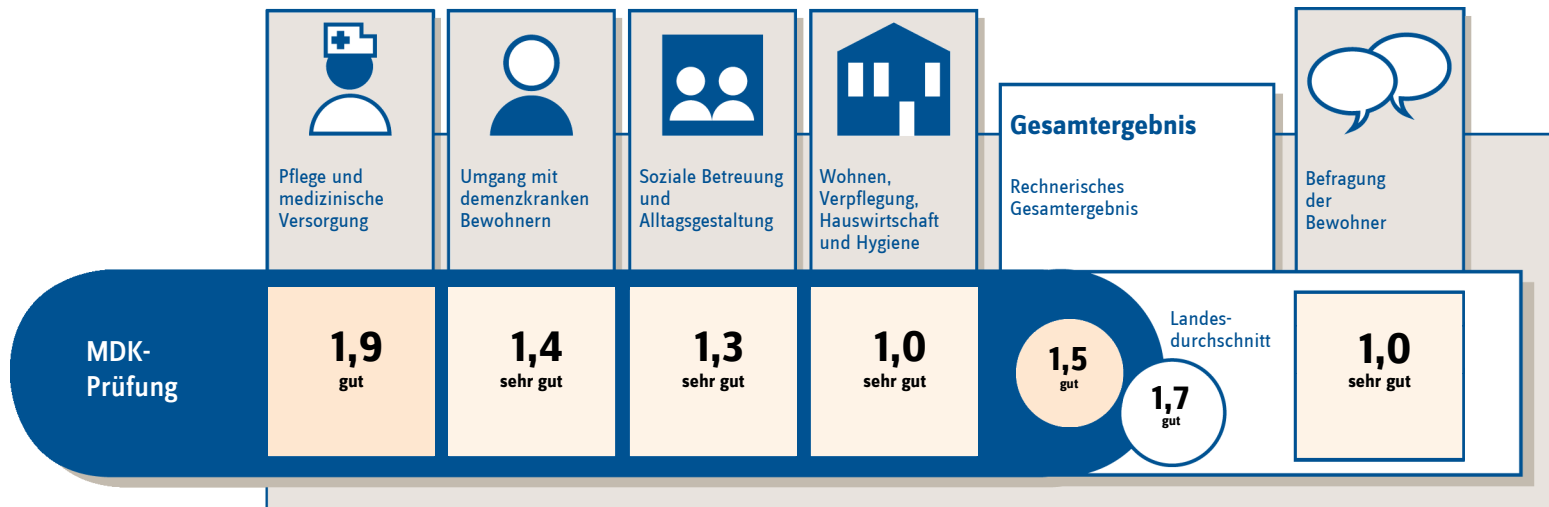 Pflege und
medizinische
Versorgung
Umgang mit
demenzkranken
Bewohnern
Soziale Betreuung
und
Alltagsgestaltung
Wohnen,
Verpflegung,
Hauswirtschaft
und Hygiene
Gesamtergebnis
Rechnerisches
Gesamtergebnis
Befragung
der
Bewohner
MDK-
Prüfung
1,9
gut
1,4
sehr gut
1,3
sehr gut
1,0
sehr gut
1,5
gut
Landes-
durchschnitt
1,7
gut
1,0
sehr gut